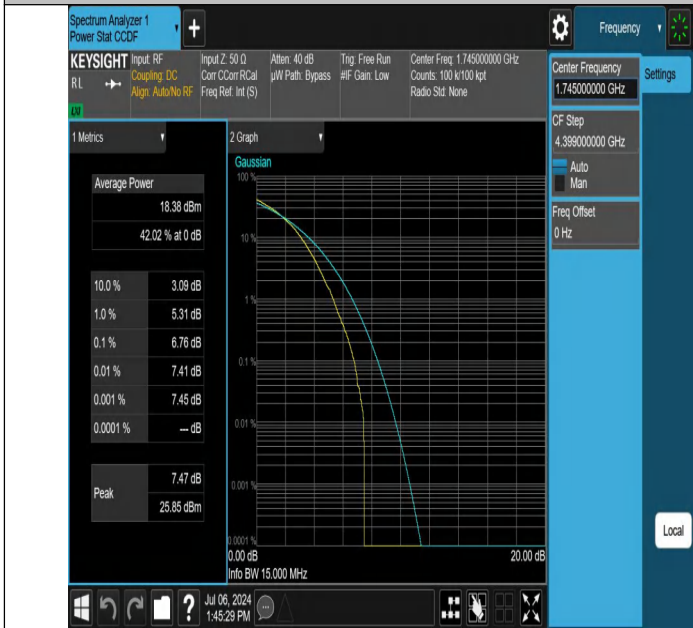 Spectrum Analyzer 1
Power Stat CCDF
Frequency
KEYSIGHT
RL
LXI
Input: RF
Coupling: DC
Align: Auto/No RF
Input Z: 50 Ω
Corr CCorr RCal
Freq Ref: Int (S)
Atten: 40 dB
µW Path: Bypass
Trig: Free Run
#IF Gain: Low
Center Freq: 1.745000000 GHz
Counts: 100 k/100 kpt
Radio Std: None
Center Frequency
1.745000000 GHz
Settings
CF Step
4.399000000 GHz
Auto
Man
Freq Offset
0 Hz
Local
1 Metrics
Average Power
18.38 dBm
42.02 % at 0 dB
10.0 % 3.09 dB
1.0 % 5.31 dB
0.1 % 6.76 dB
0.01 % 7.41 dB
0.001 % 7.45 dB
0.0001 % --- dB
Peak
7.47 dB
25.85 dBm
2 Graph
Gaussian
100 %
10 %
1 %
0.1 %
0.01 %
0.001 %
0.0001 %
0.00 dB 20.00 dB
Info BW 15.000 MHz
?
Jul 06, 2024
1:45:29 PM